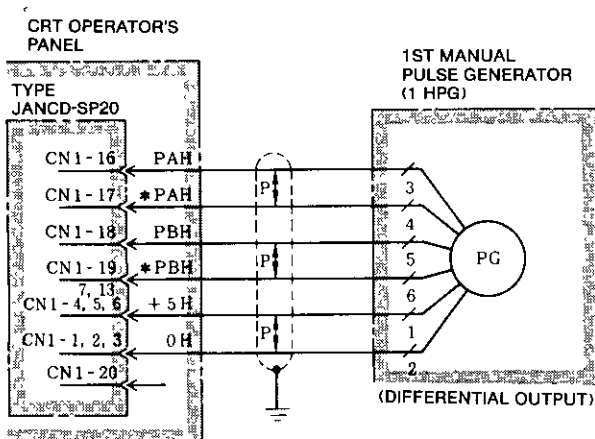 CRT OPERATOR'S
PANEL
TYPE
JANCD-SP20
1ST MANUAL
PULSE GENERATOR
(1 HPG)
CN1-16 PAH
CN1-17 *PAH
CN1-18 PBH
CN1-19 *PBH
7, 13
CN1-4, 5, 6 +5H
CN1-1, 2, 3 0H
CN1-20
P
P
P
3
4
5
6
1
2
PG
(DIFFERENTIAL OUTPUT)